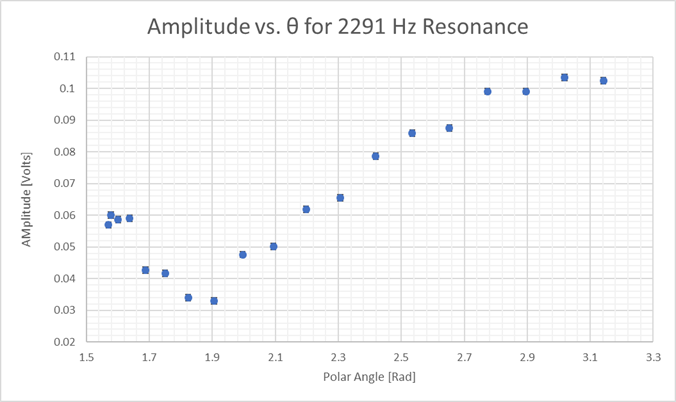 Amplitude vs. θ for 2291 Hz Resonance
0.11
0.1
0.09
0.08
0.07
0.06
0.05
0.04
0.03
0.02
AMplitude [Volts]
1.5 1.7 1.9 2.1 2.3 2.5 2.7 2.9 3.1 3.3
Polar Angle [Rad]